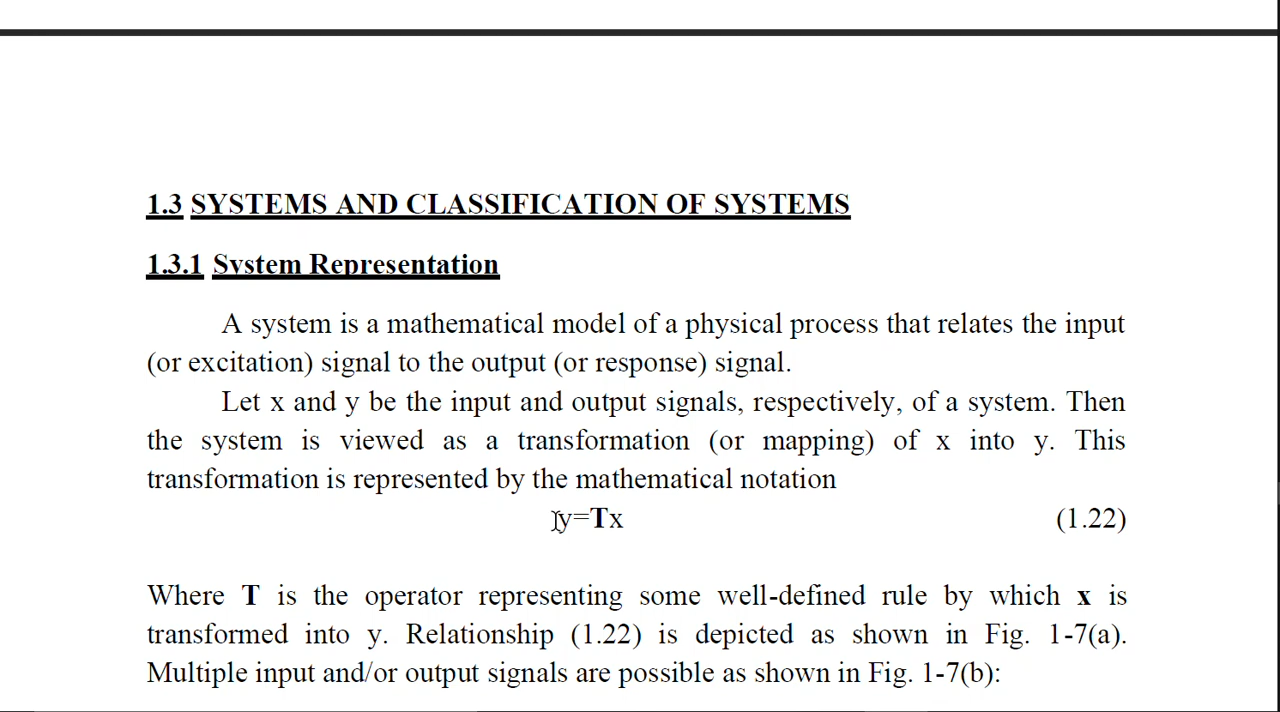 1.3 SYSTEMS AND CLASSIFICATION OF SYSTEMS
1.3.1 System Representation
A system is a mathematical model of a physical process that relates the input
(or excitation) signal to the output (or response) signal.
Let x and y be the input and output signals, respectively, of a system. Then
the system is viewed as a transformation (or mapping) of x into y. This
transformation is represented by the mathematical notation
y=Tx (1.22)
Where T is the operator representing some well-defined rule by which x is
transformed into y. Relationship (1.22) is depicted as shown in Fig. 1-7(a).
Multiple input and/or output signals are possible as shown in Fig. 1-7(b):